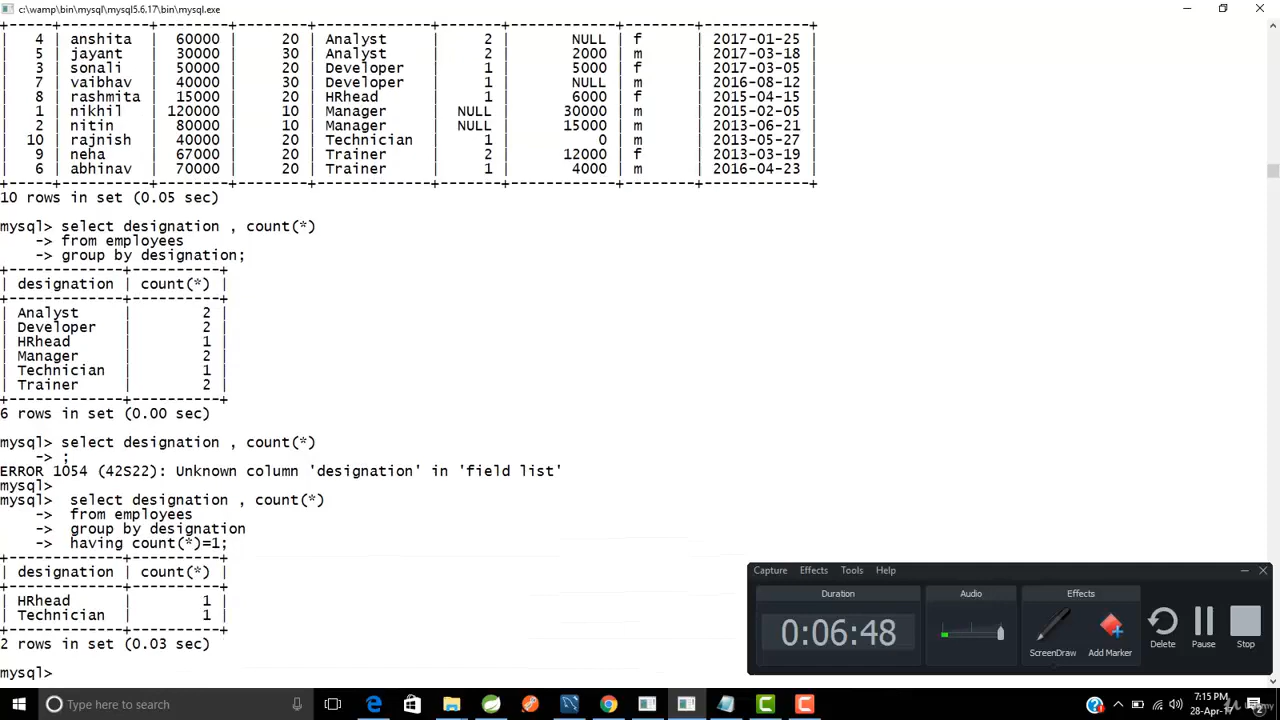 c:\wamp\bin\mysql\mysql5.6.17\bin\mysql.exe
+------+----------+--------+--------+-------------+-------+------------+---------+------------+
| 4 | anshita | 60000 | 20 | Analyst | 2 | NULL | f | 2017-01-25 |
| 5 | jayant | 30000 | 30 | Analyst | 2 | 2000 | m | 2017-03-18 |
| 3 | sonali | 50000 | 20 | Developer | 1 | 5000 | f | 2017-03-05 |
| 7 | vaibhav | 40000 | 30 | Developer | 1 | NULL | m | 2016-08-12 |
| 8 | rashmita | 15000 | 20 | HRhead | 1 | 6000 | f | 2015-04-15 |
| 1 | nikhil | 120000 | 10 | Manager | NULL | 30000 | m | 2015-02-05 |
| 2 | nitin | 80000 | 10 | Manager | NULL | 15000 | m | 2013-06-21 |
| 10 | rajnish | 40000 | 20 | Technician | 1 | 0 | m | 2013-05-27 |
| 9 | neha | 67000 | 20 | Trainer | 2 | 12000 | f | 2013-03-19 |
| 6 | abhinav | 70000 | 20 | Trainer | 1 | 4000 | m | 2016-04-23 |
+------+----------+--------+--------+-------------+-------+------------+---------+------------+
10 rows in set (0.05 sec)
mysql> select designation , count(*)
-> from employees
-> group by designation;
+-------------+----------+
| designation | count(*) |
+-------------+----------+
| Analyst | 2 |
| Developer | 2 |
| HRhead | 1 |
| Manager | 2 |
| Technician | 1 |
| Trainer | 2 |
+-------------+----------+
6 rows in set (0.00 sec)
mysql> select designation , count(*)
-> ;
ERROR 1054 (42S22): Unknown column 'designation' in 'field list'
mysql>
mysql> select designation , count(*)
-> from employees
-> group by designation
-> having count(*)=1;
+-------------+----------+
| designation | count(*) |
+-------------+----------+
| HRhead | 1 |
| Technician | 1 |
+-------------+----------+
2 rows in set (0.03 sec)
mysql>
Capture Effects Tools Help
Duration Audio Effects
0:06:48
ScreenDraw Add Marker Delete Pause Stop
Type here to search
7:15 PM
28-Apr-17